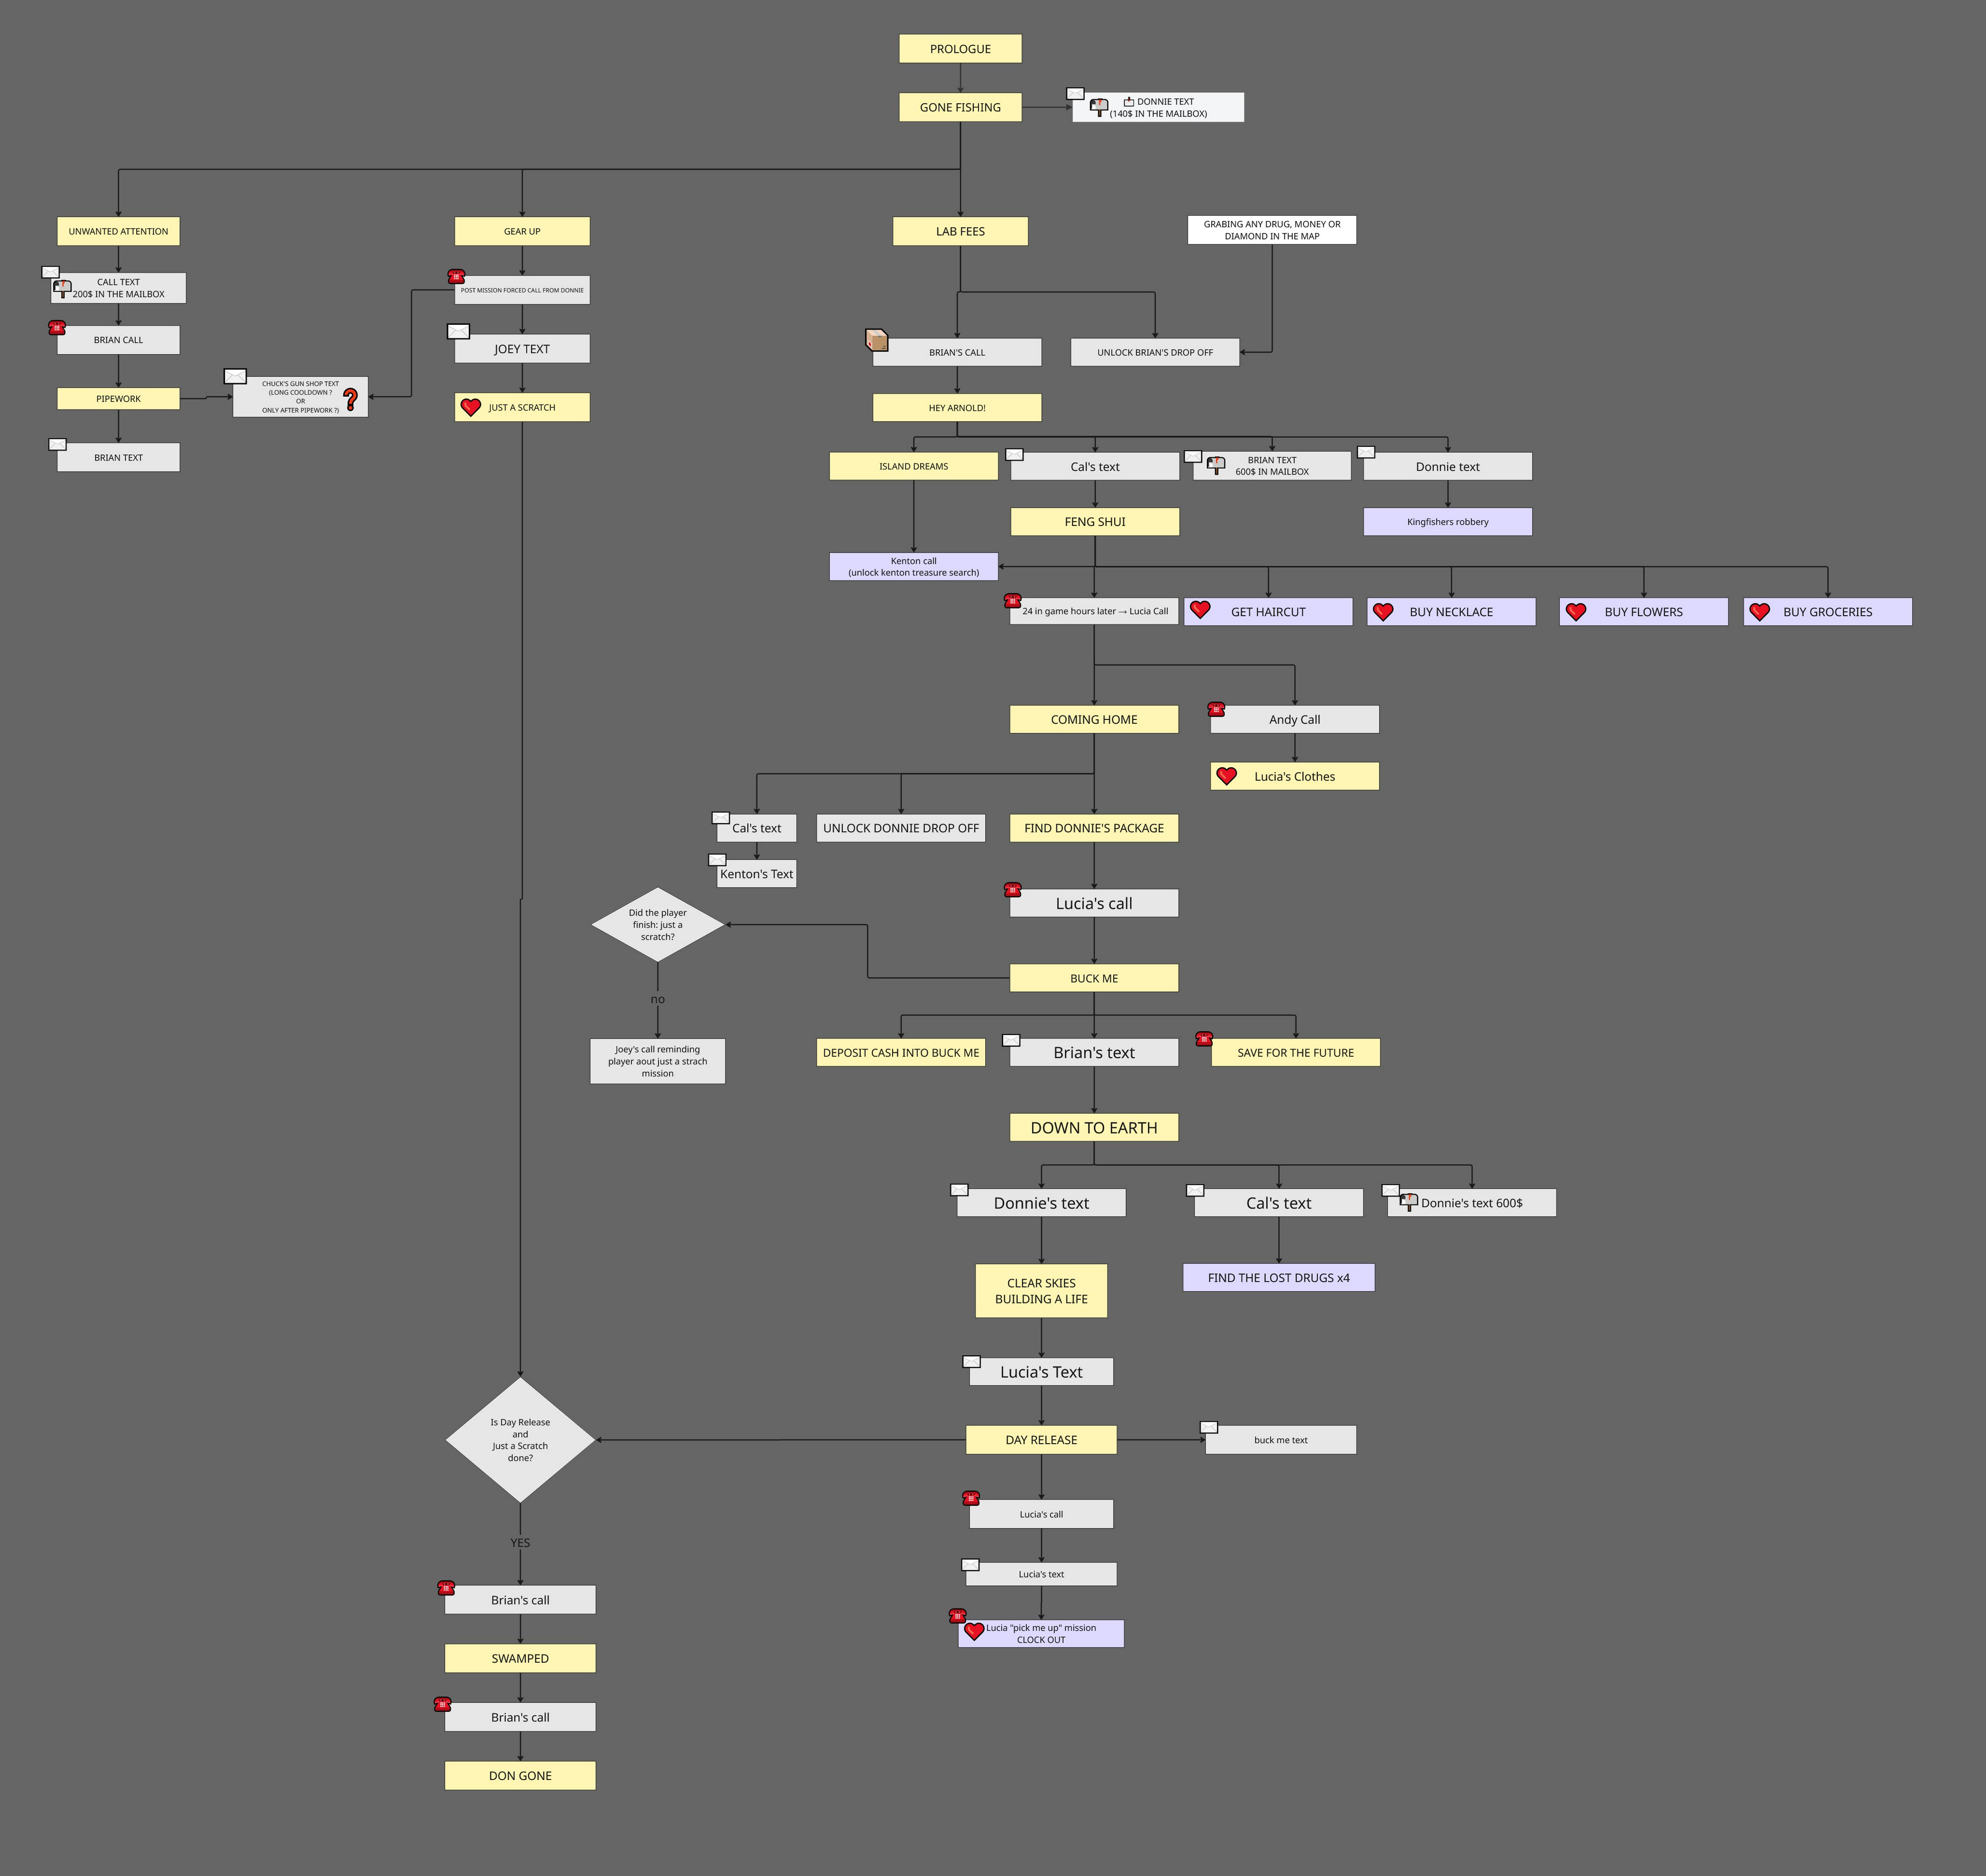 PROLOGUE
GONE FISHING
DONNIE TEXT
(140$ IN THE MAILBOX)
UNWANTED ATTENTION
GEAR UP
LAB FEES
GRABING ANY DRUG, MONEY OR
DIAMOND IN THE MAP
CALL TEXT
200$ IN THE MAILBOX
POST MISSION FORCED CALL FROM DONNIE
BRIAN CALL
JOEY TEXT
BRIAN'S CALL
UNLOCK BRIAN'S DROP OFF
PIPEWORK
CHUCK'S GUN SHOP TEXT
(LONG COOLDOWN ?
OR
ONLY AFTER PIPEWORK ?)
JUST A SCRATCH
HEY ARNOLD!
BRIAN TEXT
ISLAND DREAMS
Cal's text
BRIAN TEXT
600$ IN MAILBOX
Donnie text
FENG SHUI
Kingfishers robbery
Kenton call
(unlock kenton treasure search)
24 in game hours later → Lucia Call
GET HAIRCUT
BUY NECKLACE
BUY FLOWERS
BUY GROCERIES
COMING HOME
Andy Call
Lucia's Clothes
Cal's text
UNLOCK DONNIE DROP OFF
FIND DONNIE'S PACKAGE
Kenton's Text
Lucia's call
Did the player
finish: just a
scratch?
BUCK ME
no
Joey's call reminding
player aout just a strach
mission
DEPOSIT CASH INTO BUCK ME
Brian's text
SAVE FOR THE FUTURE
DOWN TO EARTH
Donnie's text
Cal's text
Donnie's text 600$
CLEAR SKIES
BUILDING A LIFE
FIND THE LOST DRUGS x4
Lucia's Text
Is Day Release
and
Just a Scratch
done?
DAY RELEASE
buck me text
Lucia's call
YES
Lucia's text
Brian's call
Lucia "pick me up" mission
CLOCK OUT
SWAMPED
Brian's call
DON GONE